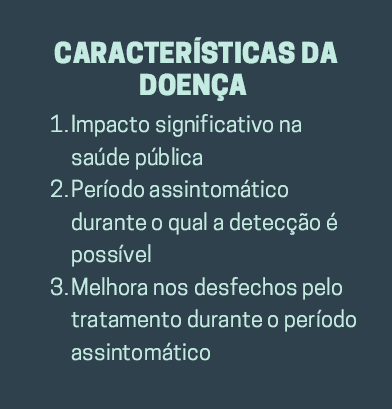 CARACTERÍSTICAS DA
DOENÇA
1. Impacto significativo na
saúde pública
2. Período assintomático
durante o qual a detecção é
possível
3. Melhora nos desfechos pelo
tratamento durante o período
assintomático